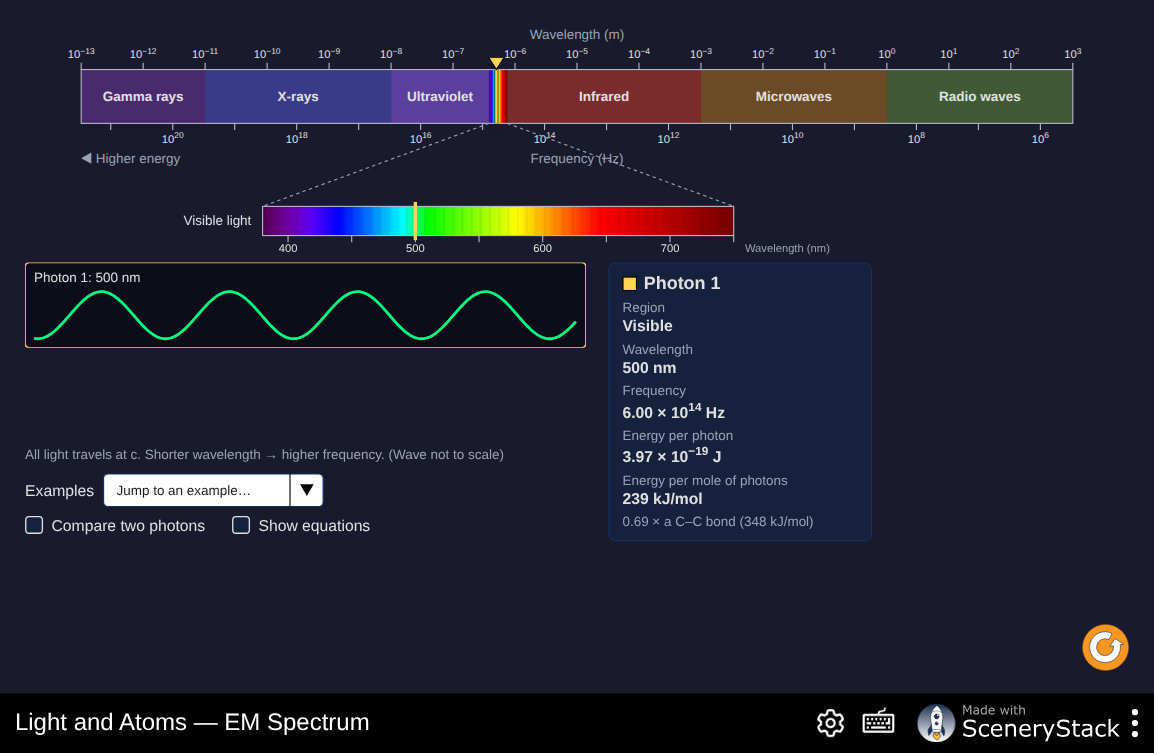 Wavelength (m)
10⁻¹³ 10⁻¹² 10⁻¹¹ 10⁻¹⁰ 10⁻⁹ 10⁻⁸ 10⁻⁷ 10⁻⁶ 10⁻⁵ 10⁻⁴ 10⁻³ 10⁻² 10⁻¹ 10⁰ 10¹ 10² 10³
Gamma rays X-rays Ultraviolet Infrared Microwaves Radio waves
10²⁰ 10¹⁸ 10¹⁶ 10¹⁴ 10¹² 10¹⁰ 10⁸ 10⁶
◀ Higher energy Frequency (Hz)
Visible light
400 500 600 700 Wavelength (nm)
Photon 1: 500 nm
Photon 1
Region
Visible
Wavelength
500 nm
Frequency
6.00 × 10¹⁴ Hz
Energy per photon
3.97 × 10⁻¹⁹ J
Energy per mole of photons
239 kJ/mol
0.69 × a C–C bond (348 kJ/mol)
All light travels at c. Shorter wavelength → higher frequency. (Wave not to scale)
Examples Jump to an example…
Compare two photons Show equations
Light and Atoms — EM Spectrum
Made with
SceneryStack